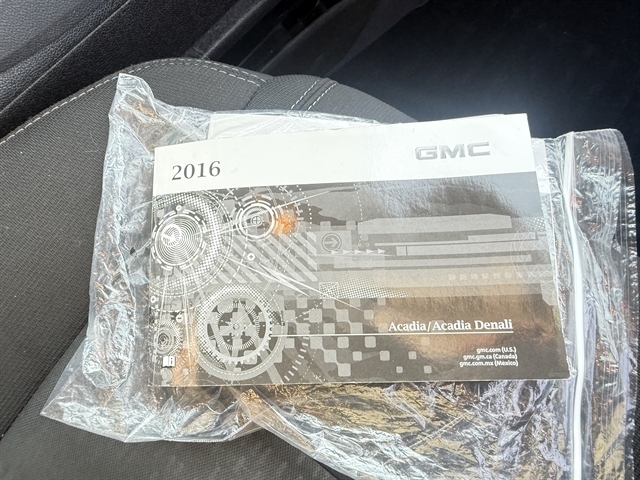 2016
GMC
Acadia/Acadia Denali
gmc.com (U.S.)
gmc.gm.ca (Canada)
gmc.com.mx (Mexico)